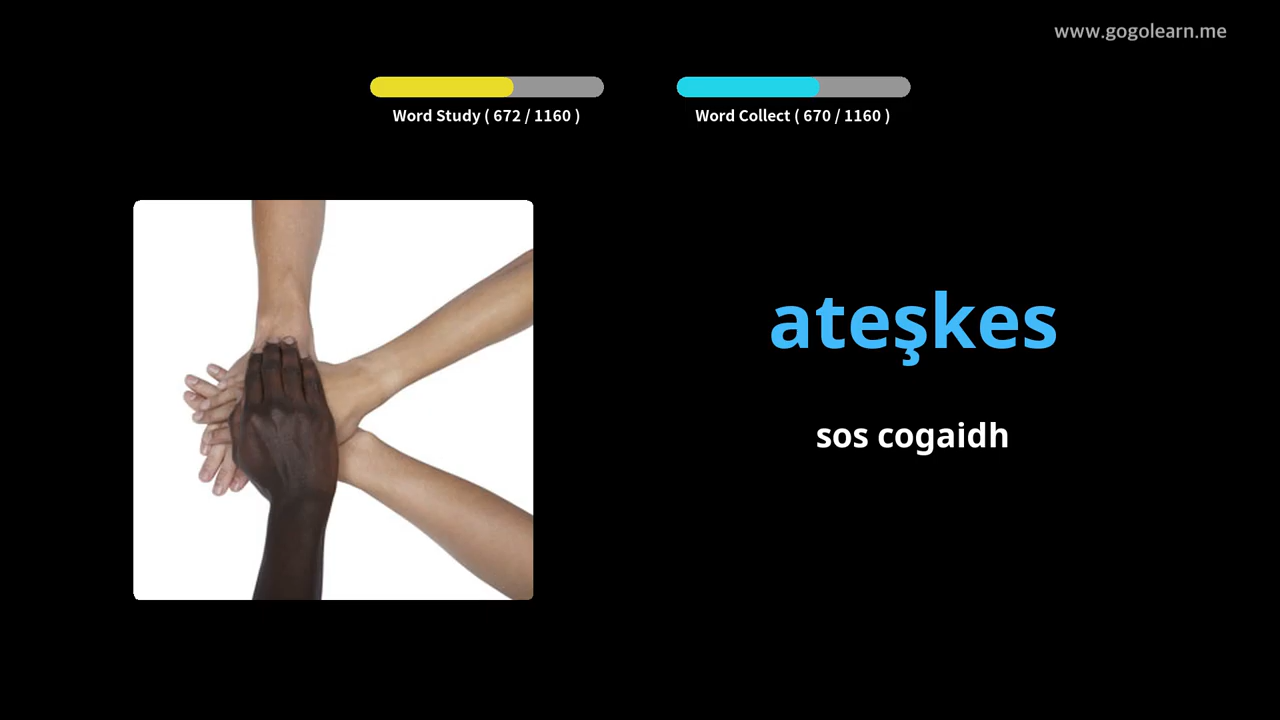 www.gogolearn.me
Word Study ( 672 / 1160 )
Word Collect ( 670 / 1160 )
ateşkes
sos cogaidh